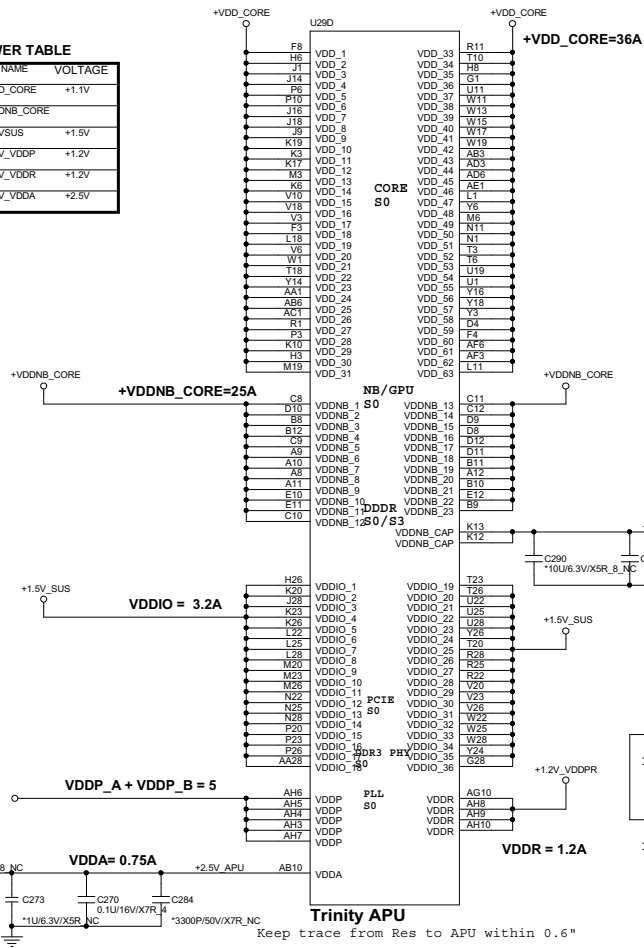 +VDD_CORE
+VDD_CORE
U29D
+VDD_CORE=36A
WER TABLE
NAME VOLTAGE
D_CORE +1.1V
DNB_CORE
VSUS +1.5V
V_VDDP +1.2V
V_VDDR +1.2V
V_VDDA +2.5V
F8 VDD_1 VDD_33 R11
H6 VDD_2 VDD_34 T10
J1 VDD_3 VDD_35 H8
J14 VDD_4 VDD_36 G1
P6 VDD_5 VDD_37 U11
P10 VDD_6 VDD_38 W11
J16 VDD_7 VDD_39 W13
J18 VDD_8 VDD_40 W15
J9 VDD_9 VDD_41 W17
K19 VDD_10 VDD_42 W19
K3 VDD_11 VDD_43 AB3
K17 VDD_12 VDD_44 AD3
M3 VDD_13 VDD_45 AD6
K6 VDD_14 CORE VDD_46 AE1
V10 VDD_15 S0 VDD_47 L1
V18 VDD_16 VDD_48 Y6
V3 VDD_17 VDD_49 M6
F3 VDD_18 VDD_50 N11
L18 VDD_19 VDD_51 N1
V6 VDD_20 VDD_52 T3
W1 VDD_21 VDD_53 T6
T18 VDD_22 VDD_54 U19
Y14 VDD_23 VDD_55 U1
AA1 VDD_24 VDD_56 Y16
AB6 VDD_25 VDD_57 Y18
AC1 VDD_26 VDD_58 Y3
R1 VDD_27 VDD_59 D4
P3 VDD_28 VDD_60 F4
K10 VDD_29 VDD_61 AF6
H3 VDD_30 VDD_62 AF3
M19 VDD_31 VDD_63 L11
+VDDNB_CORE
+VDDNB_CORE
+VDDNB_CORE=25A
NB/GPU
C8 VDDNB_1 S0 VDDNB_13 C11
D10 VDDNB_2 VDDNB_14 C12
B8 VDDNB_3 VDDNB_15 D9
B12 VDDNB_4 VDDNB_16 D8
C9 VDDNB_5 VDDNB_17 D12
A9 VDDNB_6 VDDNB_18 D11
A10 VDDNB_7 VDDNB_19 B11
A8 VDDNB_8 VDDNB_20 A12
A11 VDDNB_9 VDDNB_21 B10
E10 VDDNB_10 DDDR VDDNB_22 E12
E11 VDDNB_11 VDDNB_23 B9
C10 VDDNB_12 S0/S3
VDDNB_CAP K13
VDDNB_CAP K12
C290
*10U/6.3V/X5R_8_NC
+1.5V_SUS
+1.5V_SUS
VDDIO = 3.2A
H26 VDDIO_1 VDDIO_19 T23
K20 VDDIO_2 VDDIO_20 T26
J28 VDDIO_3 VDDIO_21 U22
K23 VDDIO_4 VDDIO_22 U25
K26 VDDIO_5 VDDIO_23 U28
L22 VDDIO_6 VDDIO_24 Y26
L25 VDDIO_7 VDDIO_25 T20
L28 VDDIO_8 VDDIO_26 R28
M20 VDDIO_9 VDDIO_27 R25
M23 VDDIO_10 VDDIO_28 R22
M26 VDDIO_11 VDDIO_29 V20
N22 VDDIO_12 PCIE VDDIO_30 V23
N25 VDDIO_13 S0 VDDIO_31 V26
N28 VDDIO_14 VDDIO_32 W22
P20 VDDIO_15 VDDIO_33 W25
P23 VDDIO_16 VDDIO_34 W28
P26 VDDIO_17 DDR3 PHY VDDIO_35 Y24
AA28 VDDIO_18 S0 VDDIO_36 G28
+1.2V_VDDPR
VDDP_A + VDDP_B = 5
PLL
S0
AH6 VDDP VDDR AG10
AH5 VDDP VDDR AH8
AH4 VDDP VDDR AH9
AH3 VDDP VDDR AH10
AH7 VDDP
VDDR = 1.2A
VDDA= 0.75A
8_NC
+2.5V_APU AB10 VDDA
C273
*1U/6.3V/X5R_NC
C270
0.1U/16V/X7R_4
C284
*3300P/50V/X7R_NC
Trinity APU
Keep trace from Res to APU within 0.6"